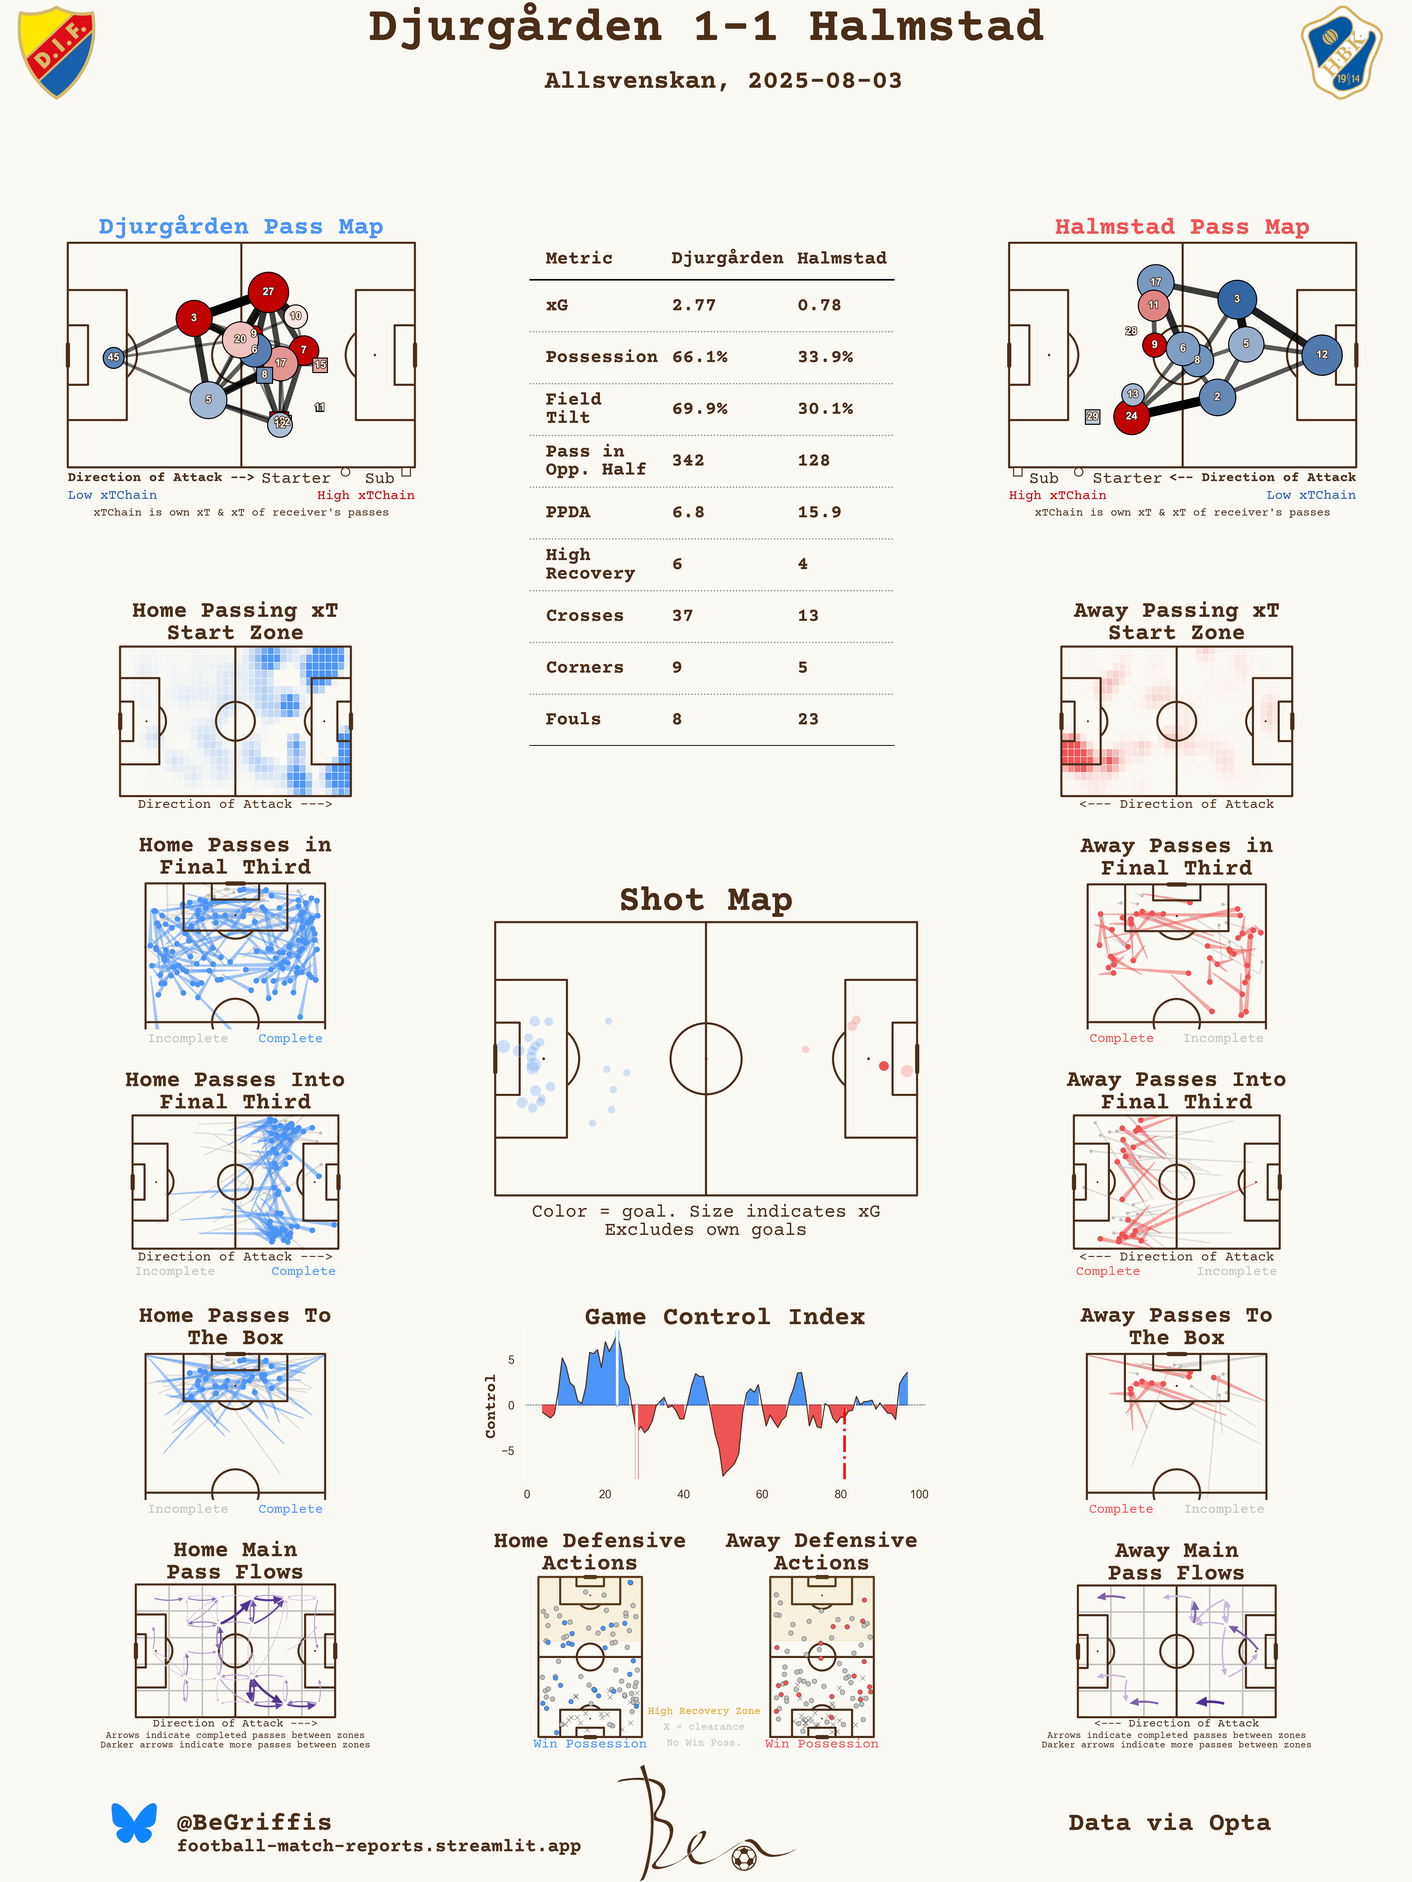 Djurgården 1-1 Halmstad
Allsvenskan, 2025-08-03
D.I.F.
H.B.K.
19 14
Djurgården Pass Map
27
3
10
9
20
6
7
17
15
45
8
5
11
12
Direction of Attack --> Starter Sub
Low xTChain High xTChain
xTChain is own xT & xT of receiver's passes
Metric Djurgården Halmstad
xG 2.77 0.78
Possession 66.1% 33.9%
Field
Tilt 69.9% 30.1%
Pass in
Opp. Half 342 128
PPDA 6.8 15.9
High
Recovery 6 4
Crosses 37 13
Corners 9 5
Fouls 8 23
Halmstad Pass Map
17
11
3
28
9
6
5
8
12
13
2
29
24
Sub Starter <-- Direction of Attack
High xTChain Low xTChain
xTChain is own xT & xT of receiver's passes
Home Passing xT
Start Zone
Direction of Attack --->
Away Passing xT
Start Zone
<--- Direction of Attack
Home Passes in
Final Third
Incomplete Complete
Away Passes in
Final Third
Complete Incomplete
Shot Map
Color = goal. Size indicates xG
Excludes own goals
Home Passes Into
Final Third
Direction of Attack --->
Incomplete Complete
Away Passes Into
Final Third
<--- Direction of Attack
Complete Incomplete
Home Passes To
The Box
Incomplete Complete
Game Control Index
Control
5
0
−5
0 20 40 60 80 100
Away Passes To
The Box
Complete Incomplete
Home Main
Pass Flows
Direction of Attack --->
Arrows indicate completed passes between zones
Darker arrows indicate more passes between zones
Home Defensive
Actions
Win Possession
High Recovery Zone
X = clearance
No Win Poss.
Away Defensive
Actions
Win Possession
Away Main
Pass Flows
<--- Direction of Attack
Arrows indicate completed passes between zones
Darker arrows indicate more passes between zones
@BeGriffis
football-match-reports.streamlit.app
Ben
Data via Opta